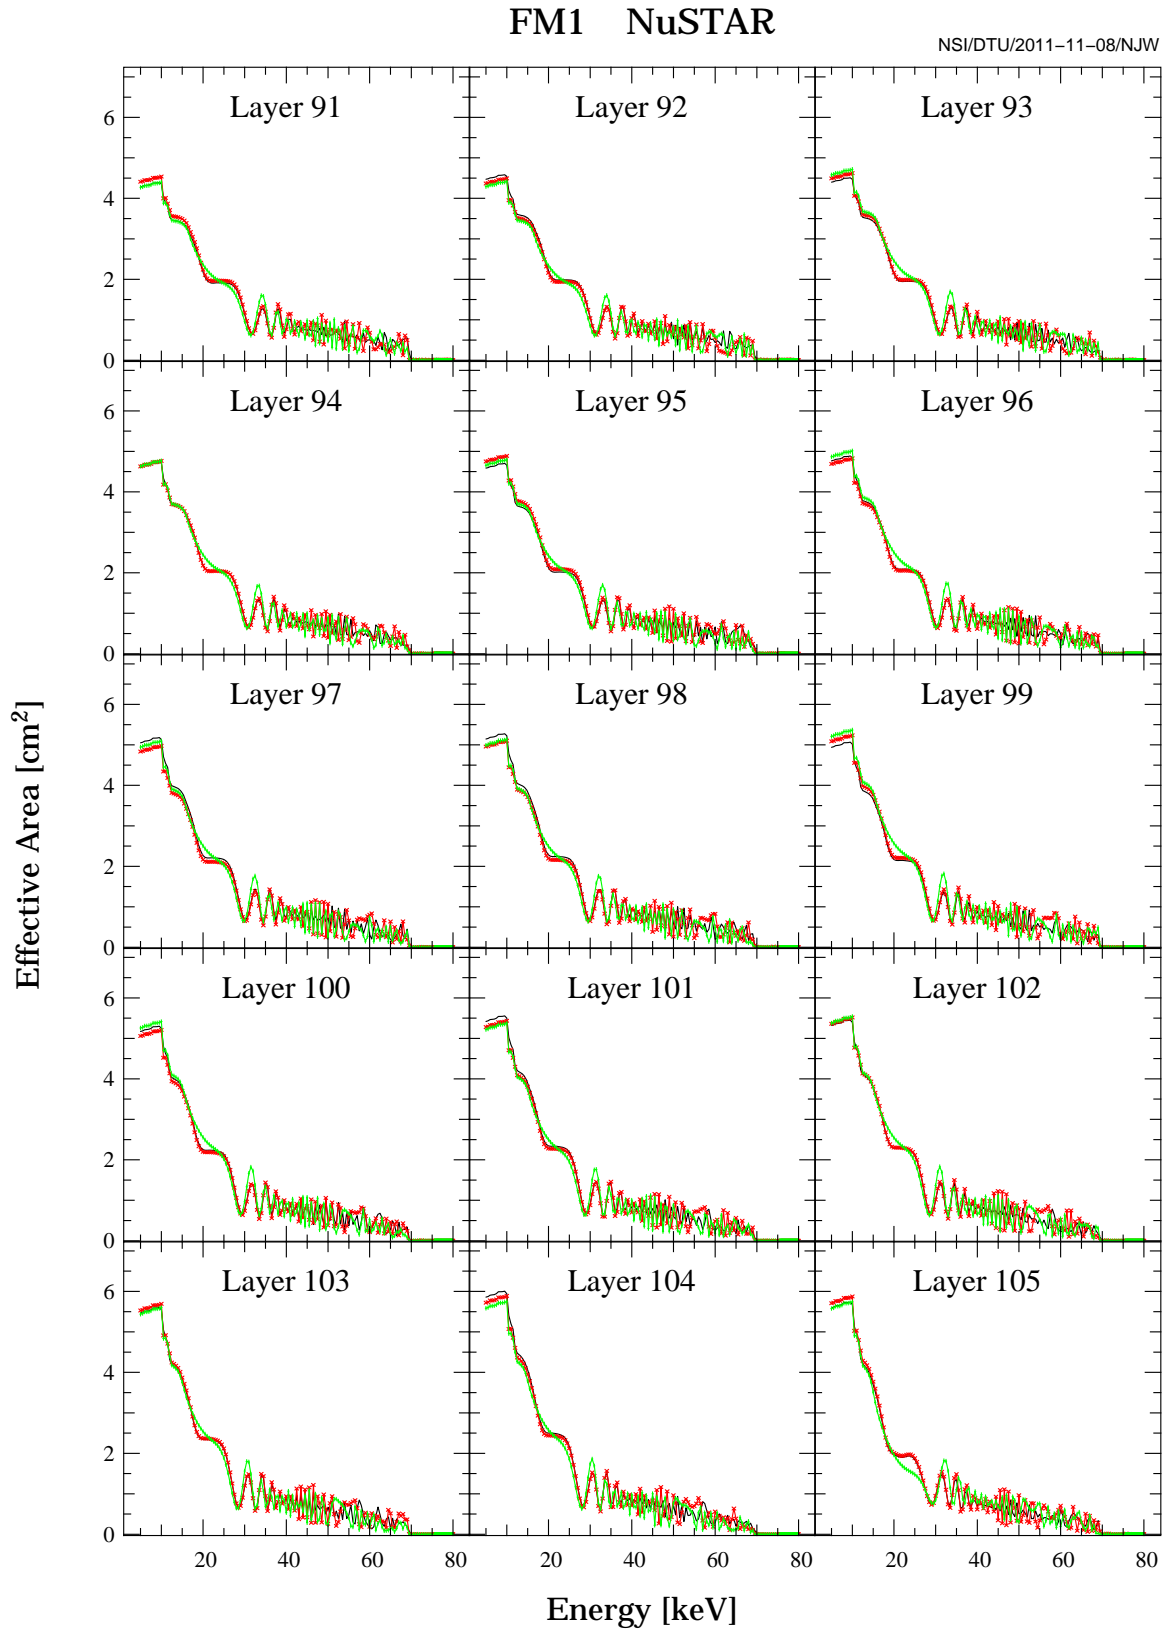 FM1 NuSTAR
NSI/DTU/2011−11−08/NJW
Layer 91
Layer 92
Layer 93
6
4
2
0
Layer 94
Layer 95
Layer 96
6
4
2
0
Layer 97
Layer 98
Layer 99
6
4
2
0
Layer 100
Layer 101
Layer 102
6
4
2
0
Layer 103
Layer 104
Layer 105
6
4
2
0
20 40 60 80 20 40 60 80 20 40 60 80
Effective Area [cm²]
Energy [keV]